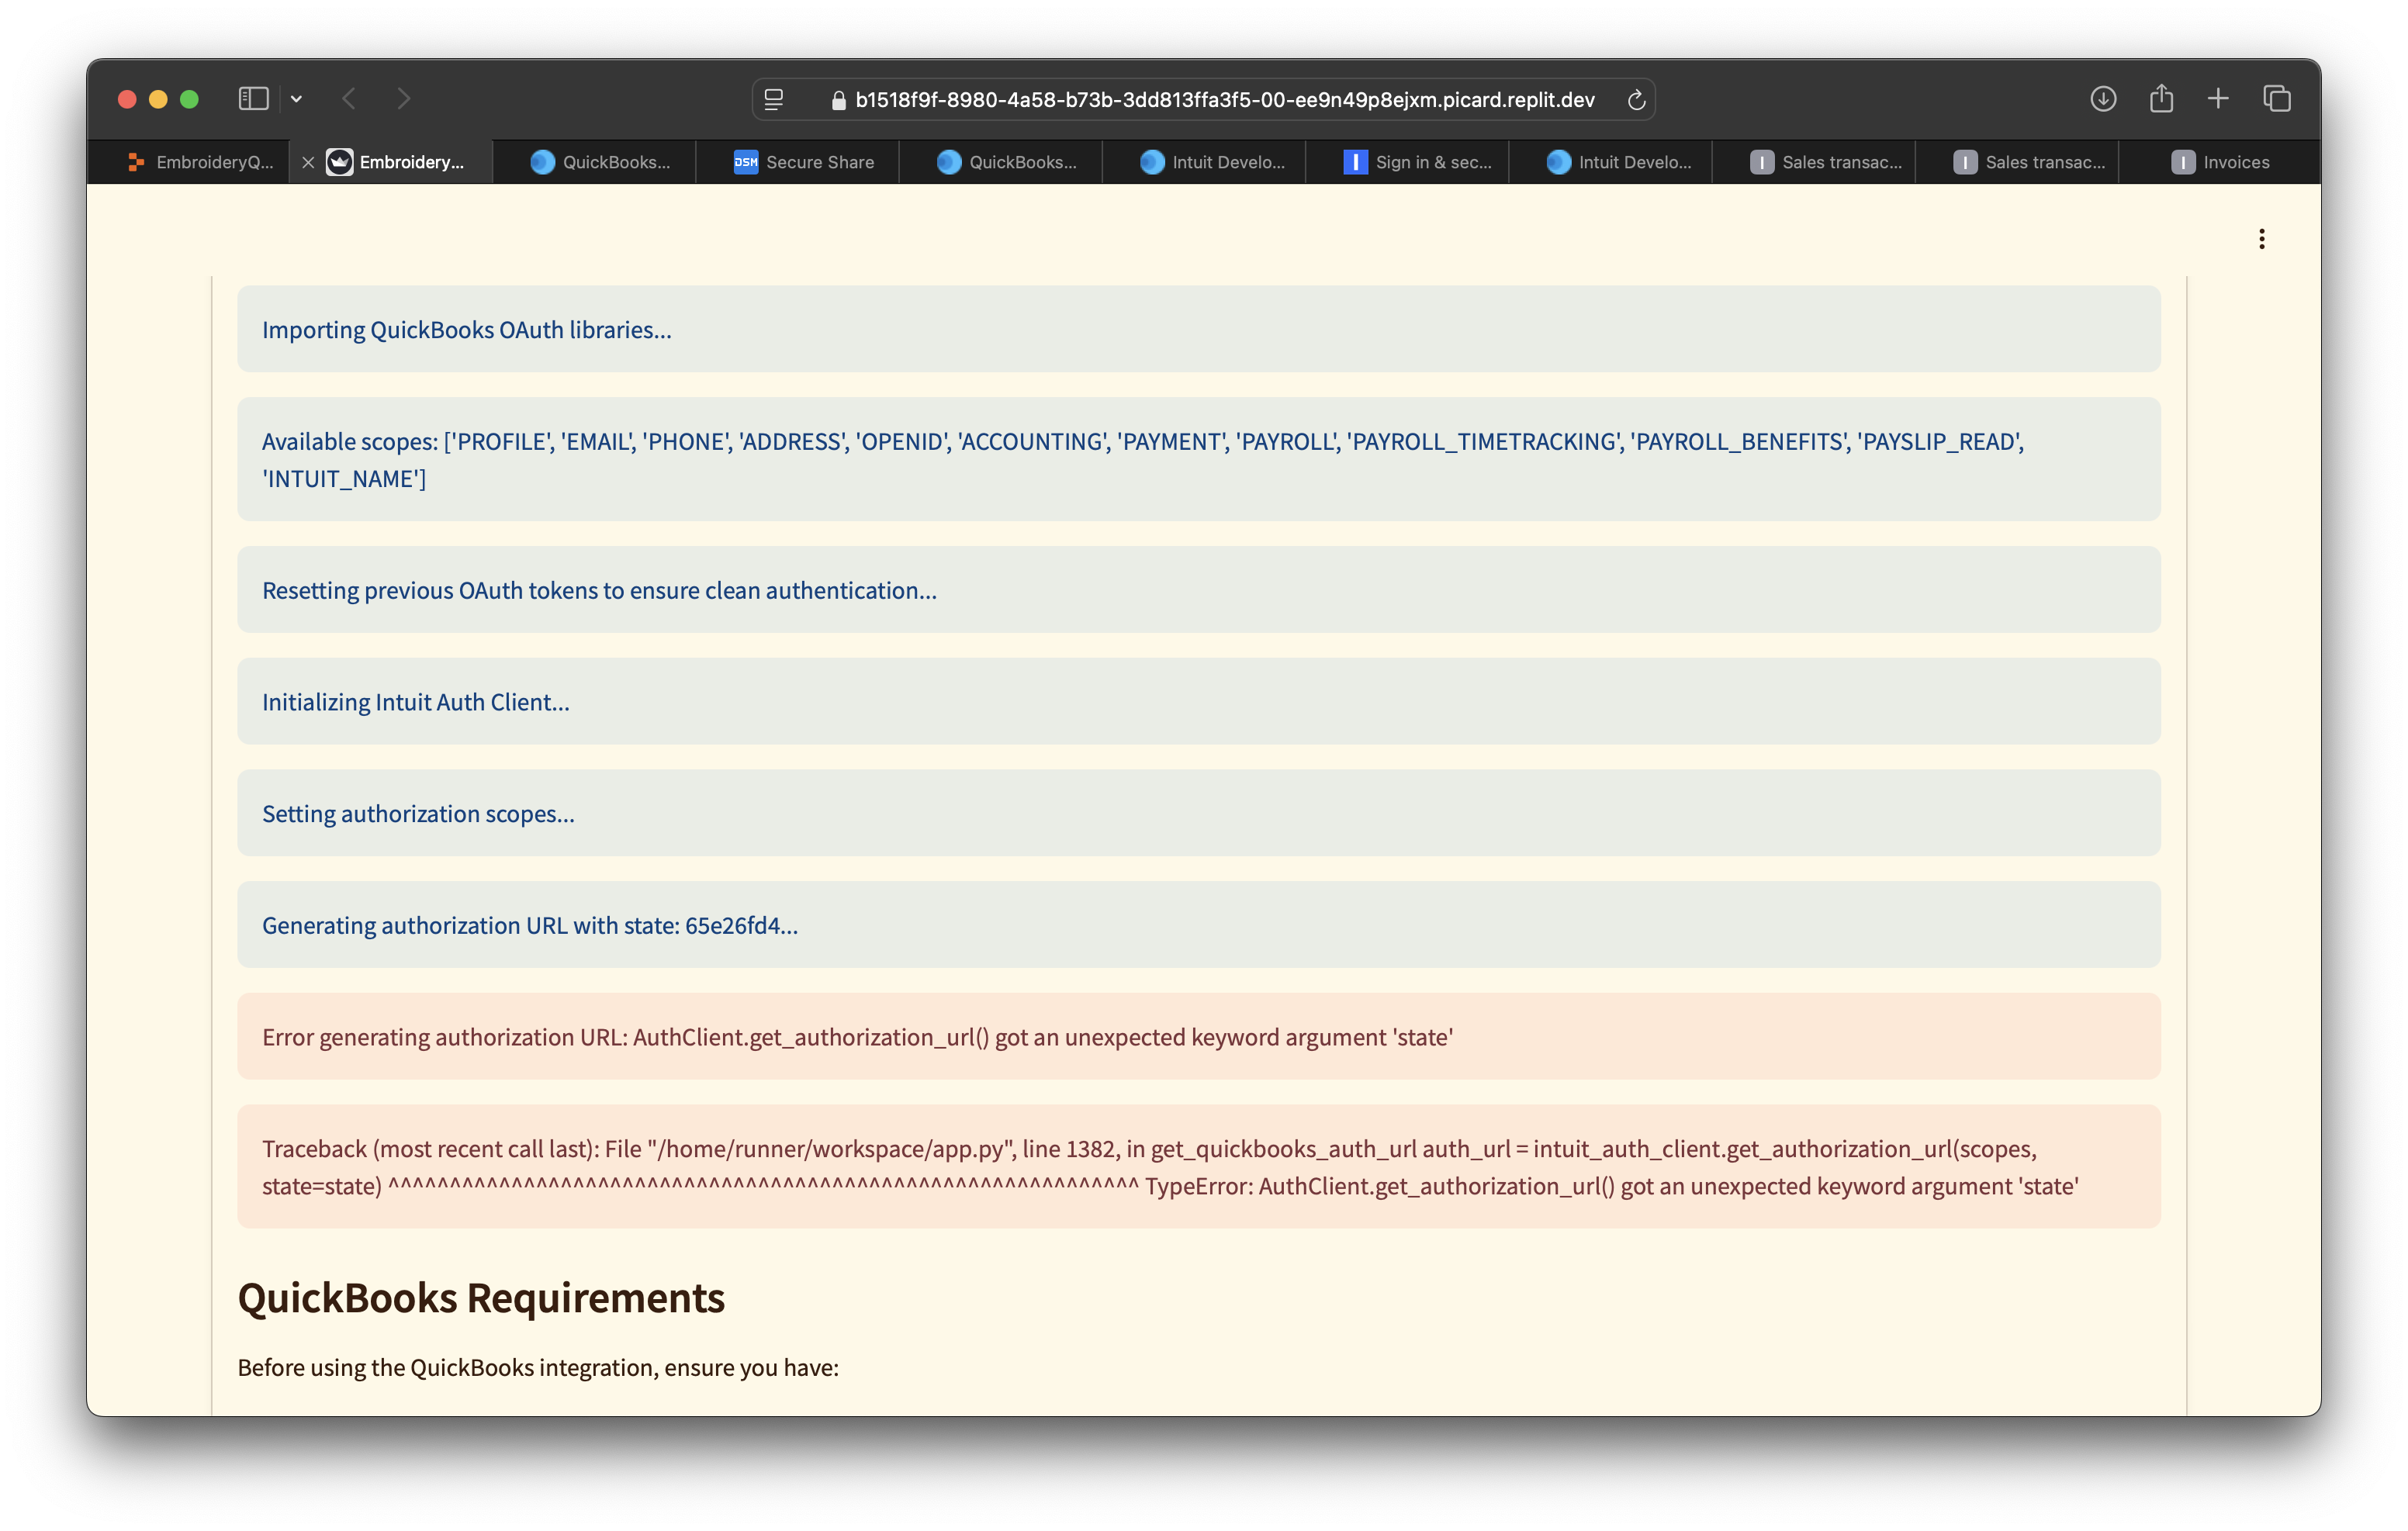 b1518f9f-8980-4a58-b73b-3dd813ffa3f5-00-ee9n49p8ejxm.picard.replit.dev
EmbroideryQ... Embroidery... QuickBooks... DSM Secure Share QuickBooks... Intuit Develo... I Sign in & sec... Intuit Develo... I Sales transac... I Sales transac... I Invoices
Importing QuickBooks OAuth libraries...
Available scopes: ['PROFILE', 'EMAIL', 'PHONE', 'ADDRESS', 'OPENID', 'ACCOUNTING', 'PAYMENT', 'PAYROLL', 'PAYROLL_TIMETRACKING', 'PAYROLL_BENEFITS', 'PAYSLIP_READ',
'INTUIT_NAME']
Resetting previous OAuth tokens to ensure clean authentication...
Initializing Intuit Auth Client...
Setting authorization scopes...
Generating authorization URL with state: 65e26fd4...
Error generating authorization URL: AuthClient.get_authorization_url() got an unexpected keyword argument 'state'
Traceback (most recent call last): File "/home/runner/workspace/app.py", line 1382, in get_quickbooks_auth_url auth_url = intuit_auth_client.get_authorization_url(scopes,
state=state) ^^^^^^^^^^^^^^^^^^^^^^^^^^^^^^^^^^^^^^^^^^^^^^^^^^^^^^^^^^^^^ TypeError: AuthClient.get_authorization_url() got an unexpected keyword argument 'state'
QuickBooks Requirements
Before using the QuickBooks integration, ensure you have: